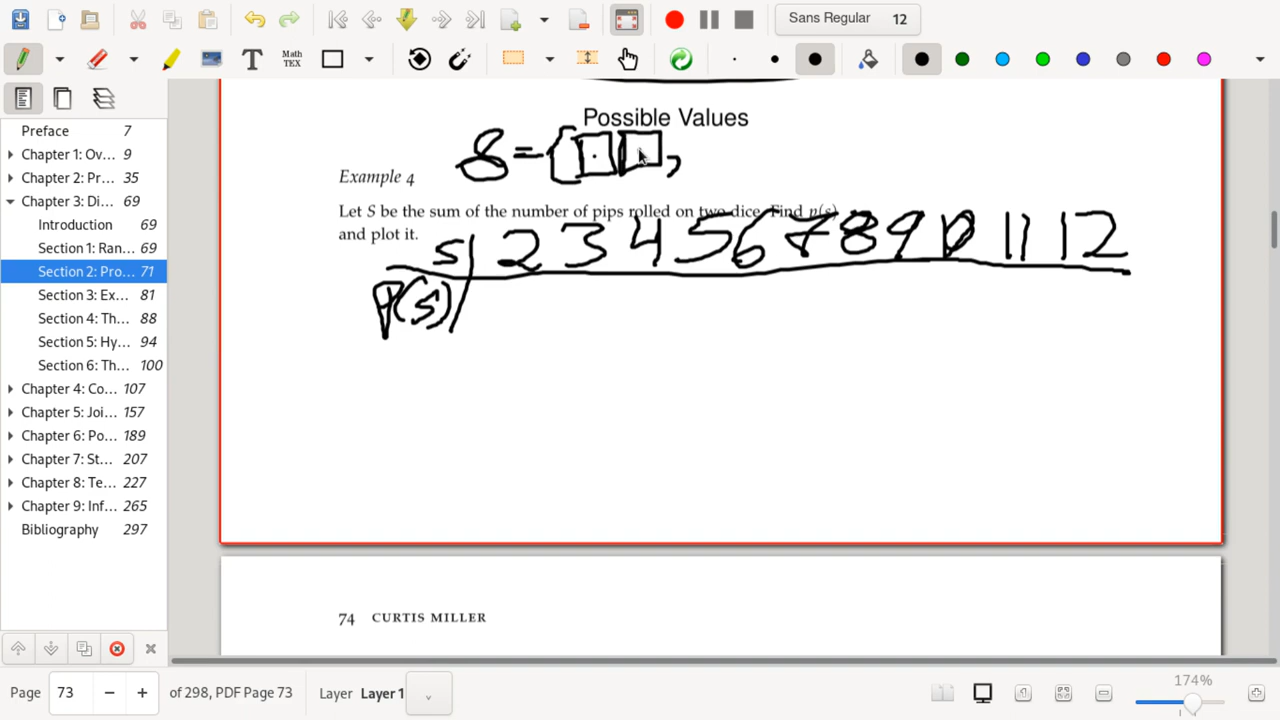 Sans Regular 12
T Math TEX
Preface 7
Chapter 1: Ov... 9
Chapter 2: Pr... 35
Chapter 3: Di... 69
Introduction 69
Section 1: Ran... 69
Section 2: Pro... 71
Section 3: Ex... 81
Section 4: Th... 88
Section 5: Hy... 94
Section 6: Th... 100
Chapter 4: Co... 107
Chapter 5: Joi... 157
Chapter 6: Po... 189
Chapter 7: St... 207
Chapter 8: Te... 227
Chapter 9: Inf... 265
Bibliography 297
Possible Values
Example 4
Let S be the sum of the number of pips rolled on two dice. Find p(s)
and plot it.
s 2 3 4 5 6 7 8 9 10 11 12
p(s)
74 CURTIS MILLER
Page 73 of 298, PDF Page 73 Layer Layer 1 174%